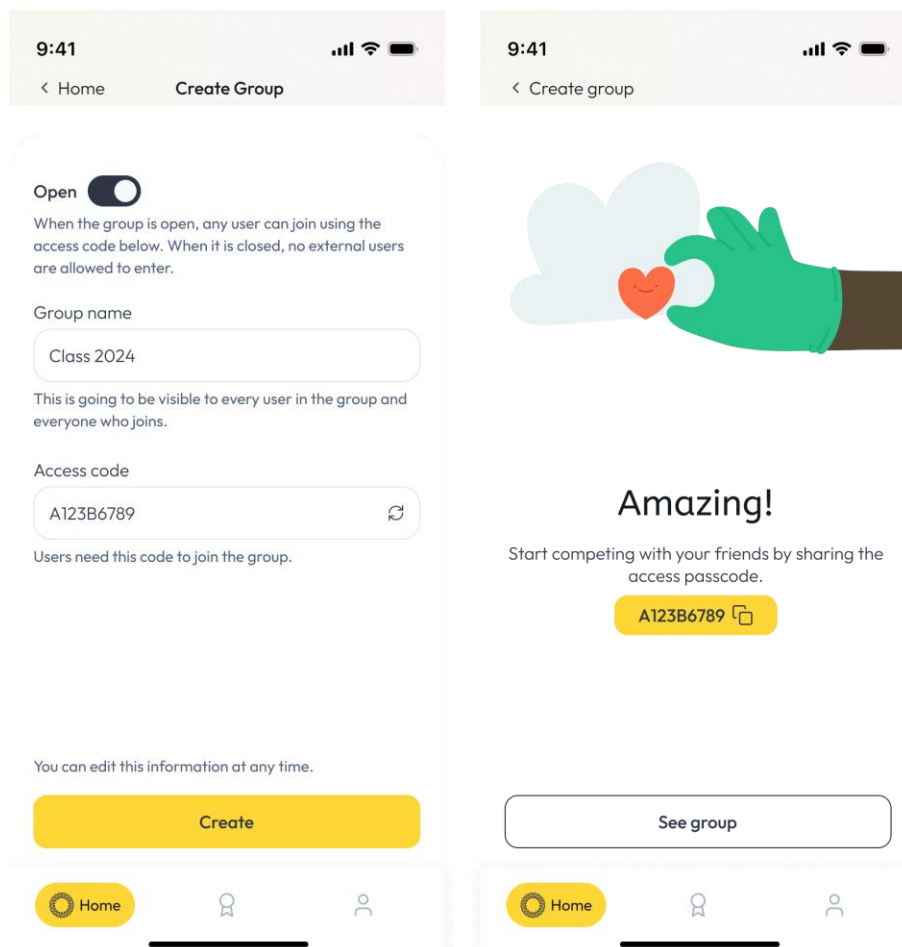 9:41
< Home
Create Group
Open
When the group is open, any user can join using the
access code below. When it is closed, no external users
are allowed to enter.
Group name
Class 2024
This is going to be visible to every user in the group and
everyone who joins.
Access code
A123B6789
Users need this code to join the group.
You can edit this information at any time.
Create
Home
9:41
< Create group
Amazing!
Start competing with your friends by sharing the
access passcode.
A123B6789
See group
Home